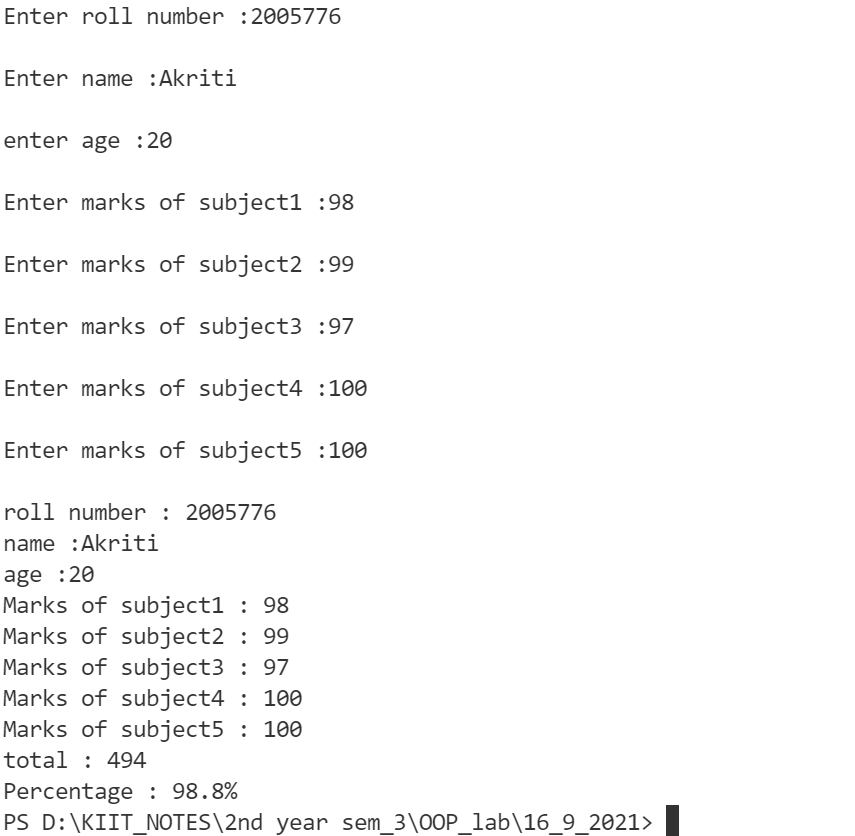 Enter roll number :2005776
Enter name :Akriti
enter age :20
Enter marks of subject1 :98
Enter marks of subject2 :99
Enter marks of subject3 :97
Enter marks of subject4 :100
Enter marks of subject5 :100
roll number : 2005776
name :Akriti
age :20
Marks of subject1 : 98
Marks of subject2 : 99
Marks of subject3 : 97
Marks of subject4 : 100
Marks of subject5 : 100
total : 494
Percentage : 98.8%
PS D:\KIIT_NOTES\2nd year sem_3\OOP_lab\16_9_2021>